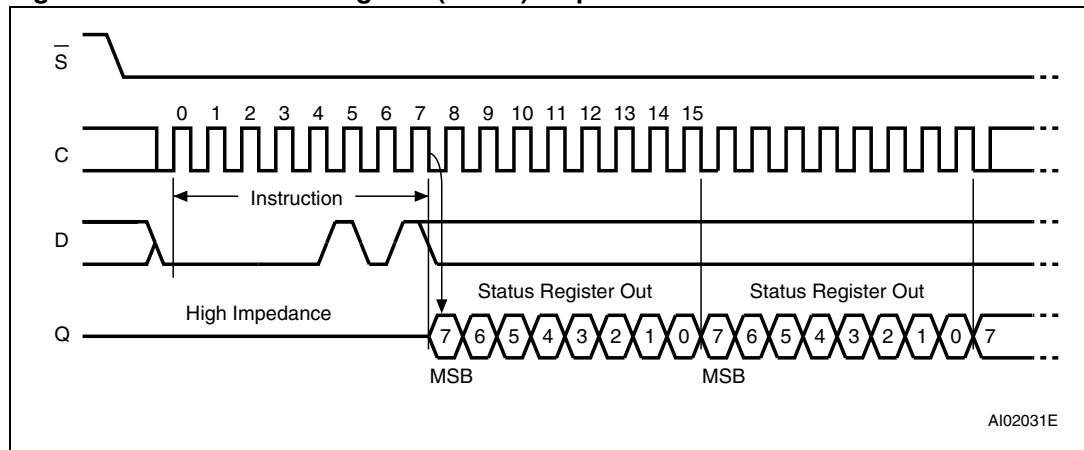 S
0 1 2 3 4 5 6 7 8 9 10 11 12 13 14 15
C
Instruction
D
High Impedance
Status Register Out Status Register Out
Q
7 6 5 4 3 2 1 0 7 6 5 4 3 2 1 0 7
MSB MSB
AI02031E